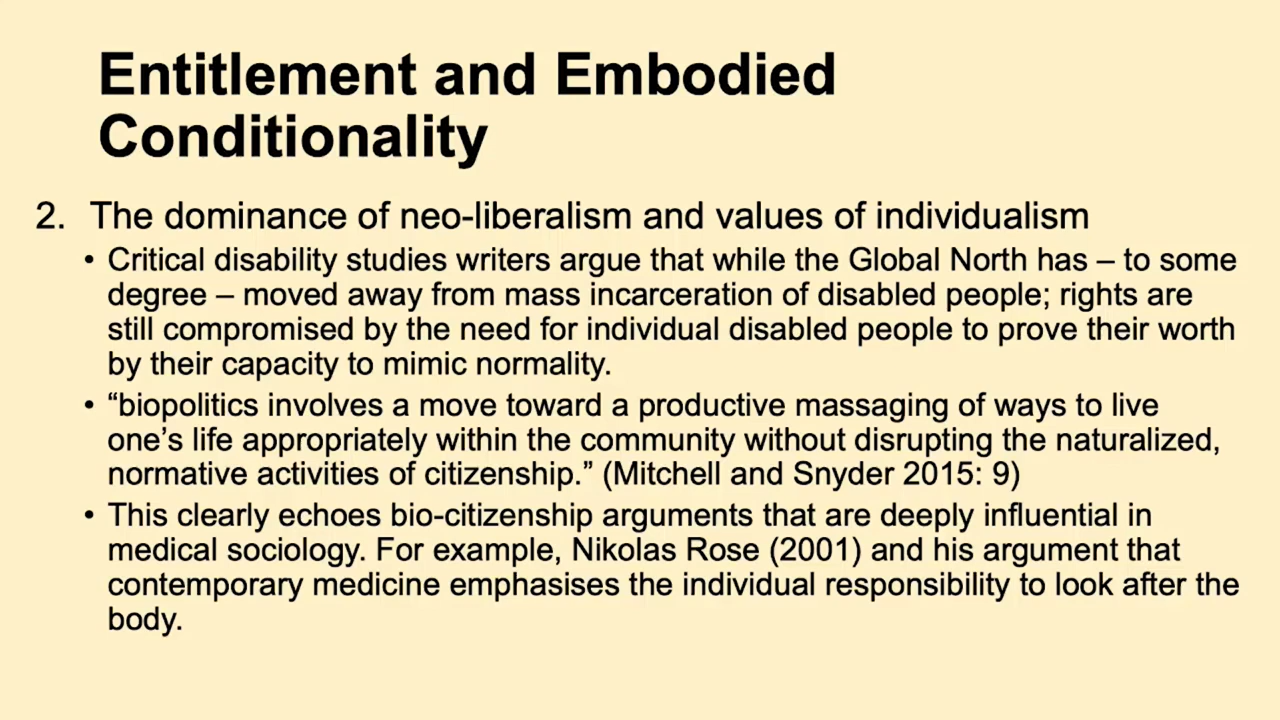 Entitlement and Embodied
Conditionality
2. The dominance of neo-liberalism and values of individualism
• Critical disability studies writers argue that while the Global North has – to some
degree – moved away from mass incarceration of disabled people; rights are
still compromised by the need for individual disabled people to prove their worth
by their capacity to mimic normality.
• “biopolitics involves a move toward a productive massaging of ways to live
one’s life appropriately within the community without disrupting the naturalized,
normative activities of citizenship.” (Mitchell and Snyder 2015: 9)
• This clearly echoes bio-citizenship arguments that are deeply influential in
medical sociology. For example, Nikolas Rose (2001) and his argument that
contemporary medicine emphasises the individual responsibility to look after the
body.